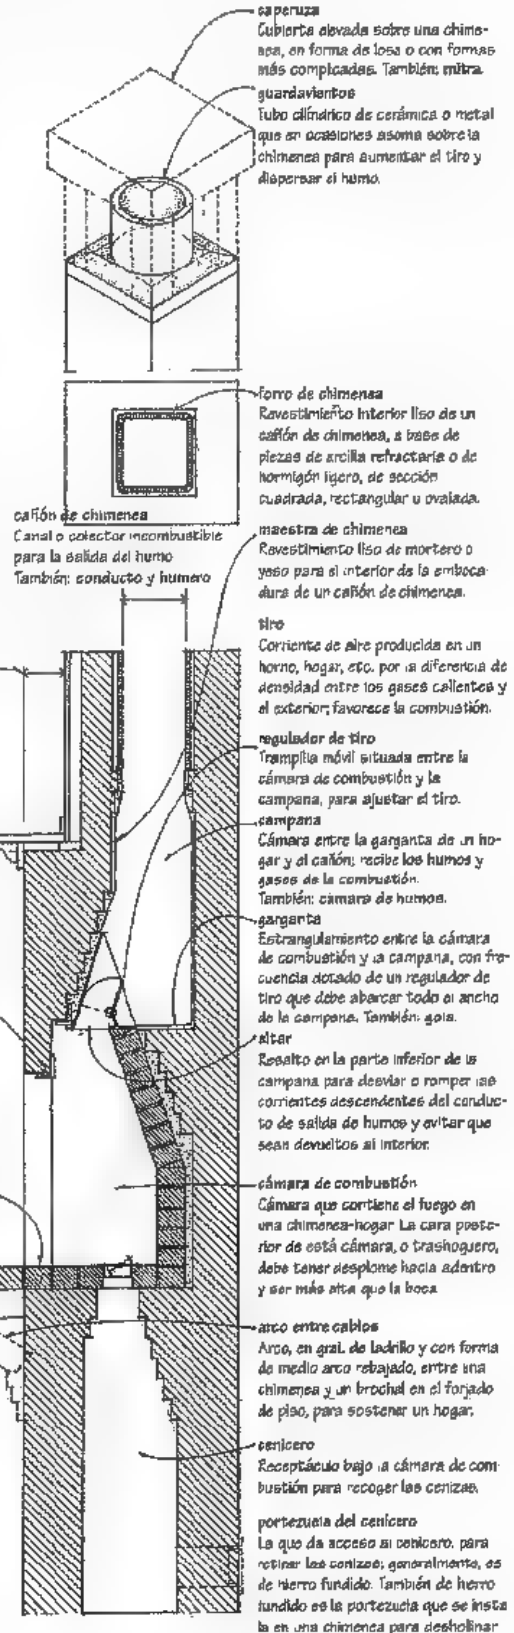 caperuza
Cubierta elevada sobre una chime-
nea, en forma de losa o con formas
más complicadas. También: mitra.
guardavientos
Tubo cilíndrico de cerámica o metal
que en ocasiones asoma sobre la
chimenea para aumentar el tiro y
dispersar el humo.
forro de chimenea
Revestimiento interior liso de un
cañón de chimenea, a base de
piezas de arcilla refractaria o de
hormigón ligero, de sección
cuadrada, rectangular u ovalada.
cañón de chimenea
Canal o colector incombustible
para la salida del humo
También: conducto y humero
maestra de chimenea
Revestimiento liso de mortero o
yeso para el interior de la emboca-
dura de un cañón de chimenea.
tiro
Corriente de aire producida en un
horno, hogar, etc. por la diferencia de
densidad entre los gases calientes y
el exterior; favorece la combustión.
regulador de tiro
Trampilla móvil situada entre la
cámara de combustión y la
campana, para ajustar el tiro.
campana
Cámara entre la garganta de un ho-
gar y el cañón; recibe los humos y
gases de la combustión.
También: cámara de humos.
garganta
Estrangulamiento entre la cámara
de combustión y la campana, con fre-
cuencia dotado de un regulador de
tiro que debe abarcar todo el ancho
de la campana. También: gola.
altar
Resalto en la parte inferior de la
campana para desviar o romper las
corrientes descendentes del conduc-
to de salida de humos y evitar que
sean devueltos al interior.
cámara de combustión
Cámara que contiene el fuego en
una chimenea-hogar La cara poste-
rior de está cámara, o trashoguero,
debe tener desplome hacia adentro
y ser más alta que la boca
arco entre cabios
Arco, en gral. de ladrillo y con forma
de medio arco rebajado, entre una
chimenea y un brochal en el forjado
de piso, para sostener un hogar.
cenicero
Receptáculo bajo la cámara de com-
bustión para recoger las cenizas.
portezuela del cenicero
La que da acceso al cenicero, para
retirar las cenizas; generalmente, es
de hierro fundido. También de hierro
fundido es la portezuela que se insta
la en una chimenea para deshollinar